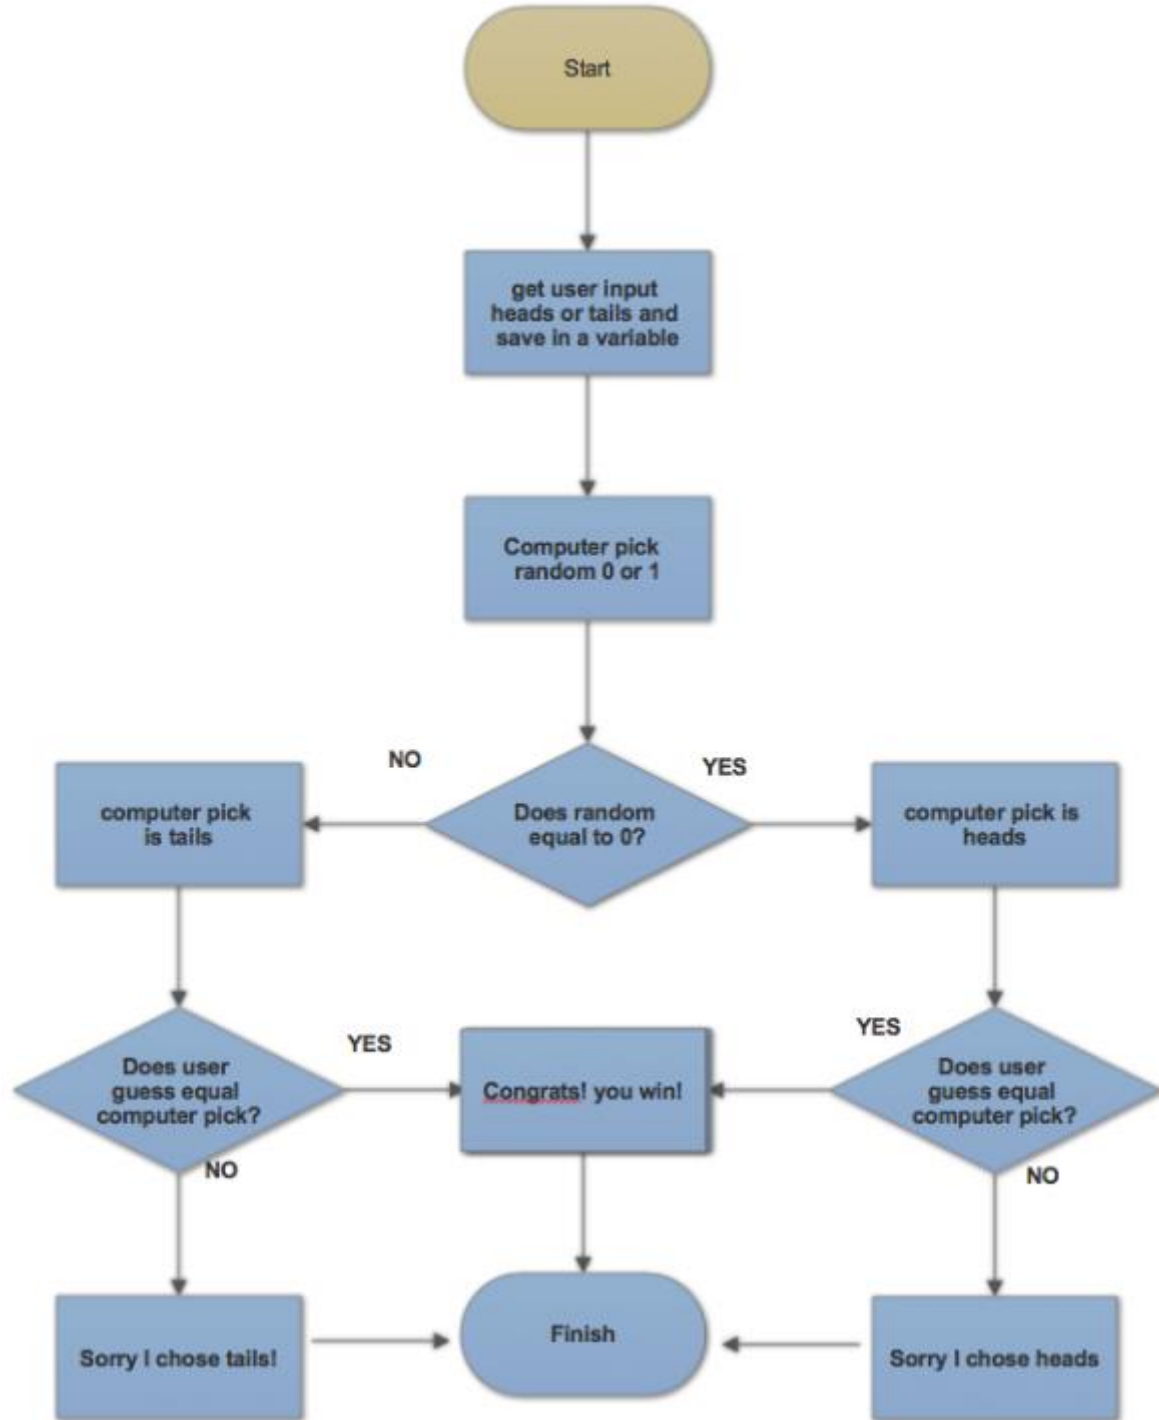 Start
get user input
heads or tails and
save in a variable
Computer pick
random 0 or 1
NO
YES
computer pick
is tails
Does random
equal to 0?
computer pick is
heads
YES
YES
Does user
guess equal
computer pick?
Congrats! you win!
Does user
guess equal
computer pick?
NO
NO
Sorry I chose tails!
Finish
Sorry I chose heads